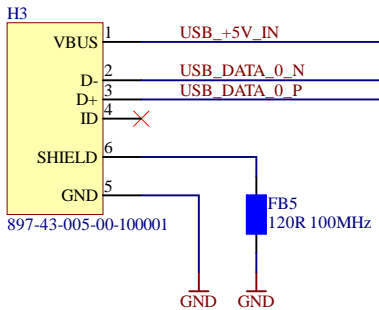 H3
VBUS 1 USB_+5V_IN
D- 2 USB_DATA_0_N
D+ 3 USB_DATA_0_P
ID 4
SHIELD 6
GND 5
FB5
120R 100MHz
897-43-005-00-100001
GND GND